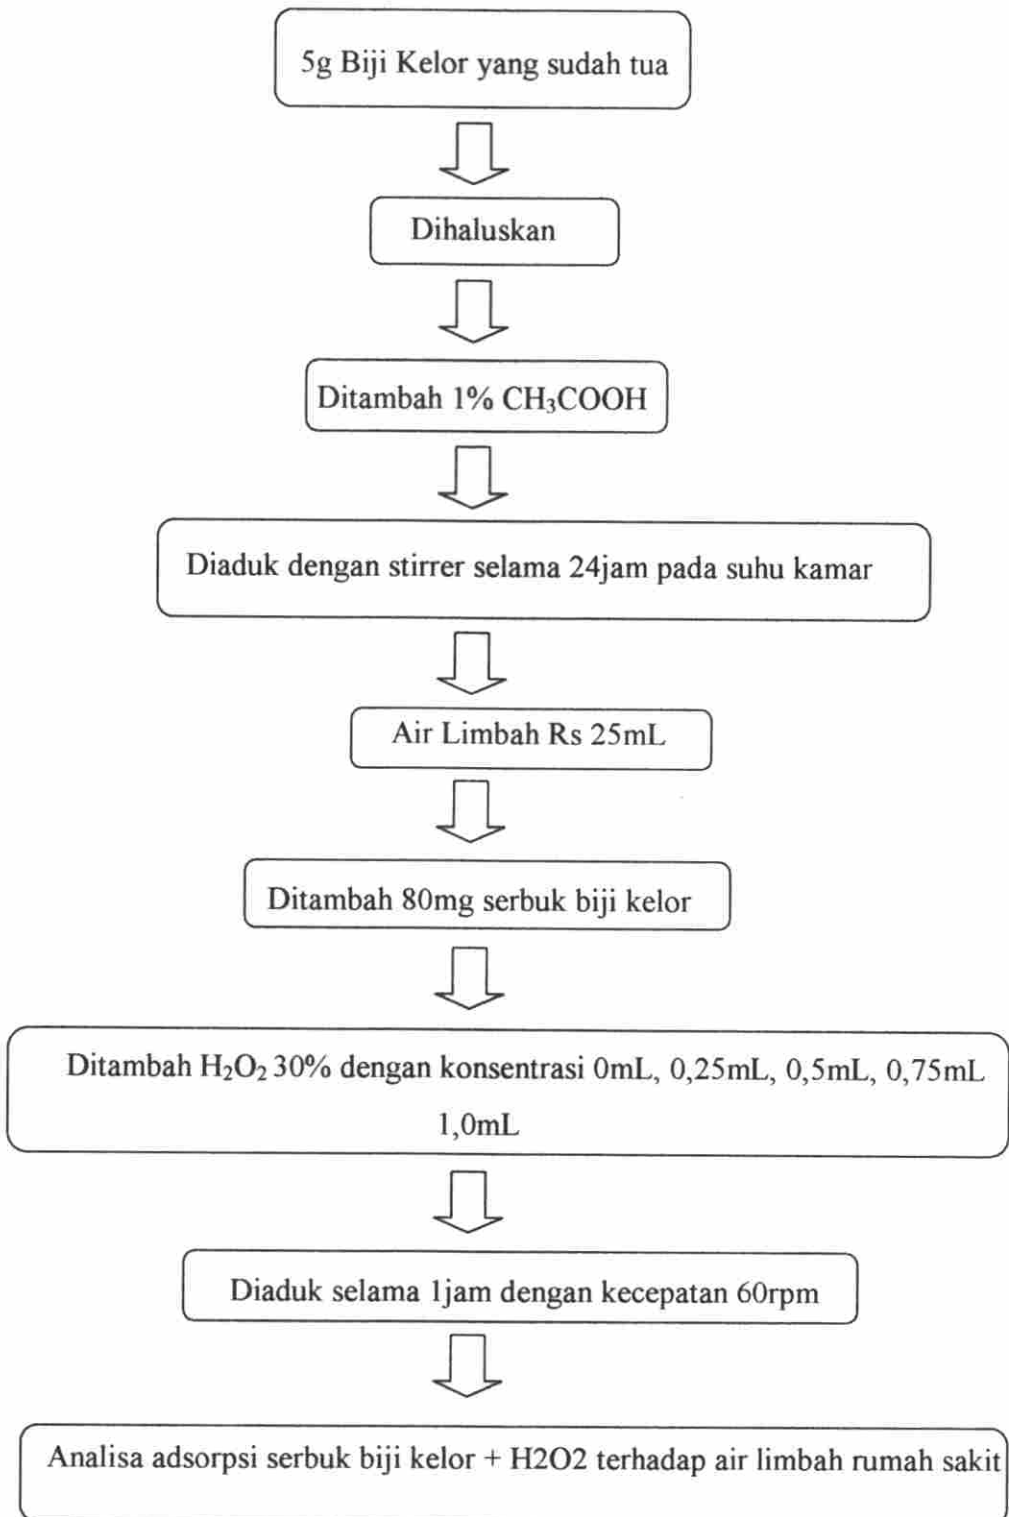 5g Biji Kelor yang sudah tua
Dihaluskan
Ditambah 1% CH₃COOH
Diaduk dengan stirrer selama 24jam pada suhu kamar
Air Limbah Rs 25mL
Ditambah 80mg serbuk biji kelor
Ditambah H₂O₂ 30% dengan konsentrasi 0mL, 0,25mL, 0,5mL, 0,75mL
1,0mL
Diaduk selama 1jam dengan kecepatan 60rpm
Analisa adsorpsi serbuk biji kelor + H2O2 terhadap air limbah rumah sakit